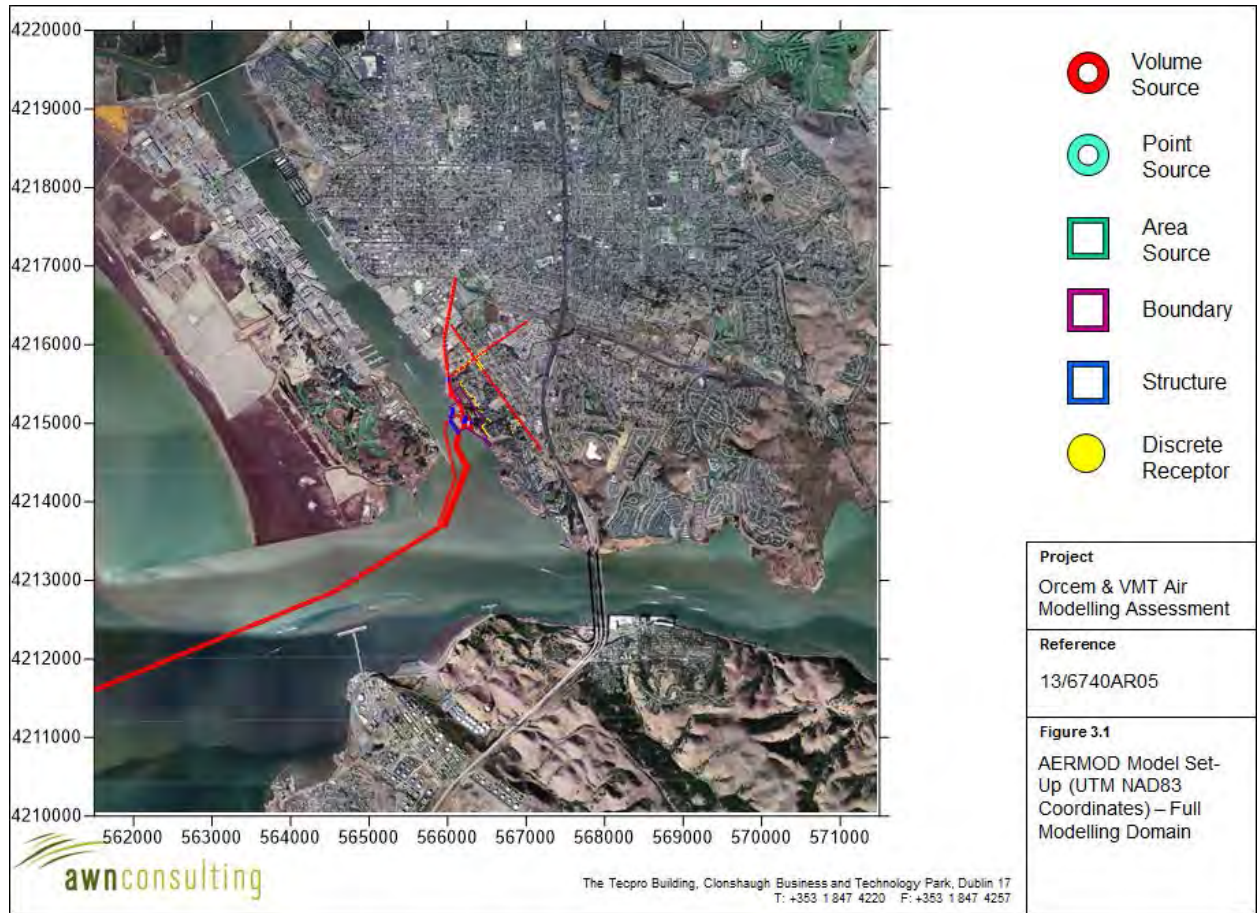 4220000
4219000
4218000
4217000
4216000
4215000
4214000
4213000
4212000
4211000
4210000
562000 563000 564000 565000 566000 567000 568000 569000 570000 571000
Volume
Source
Point
Source
Area
Source
Boundary
Structure
Discrete
Receptor
Project
Orcem & VMT Air
Modelling Assessment
Reference
13/6740AR05
Figure 3.1
AERMOD Model Set-
Up (UTM NAD83
Coordinates) – Full
Modelling Domain
awnconsulting
The Tecpro Building, Clonshaugh Business and Technology Park, Dublin 17
T: +353 1 847 4220 F: +353 1 847 4257